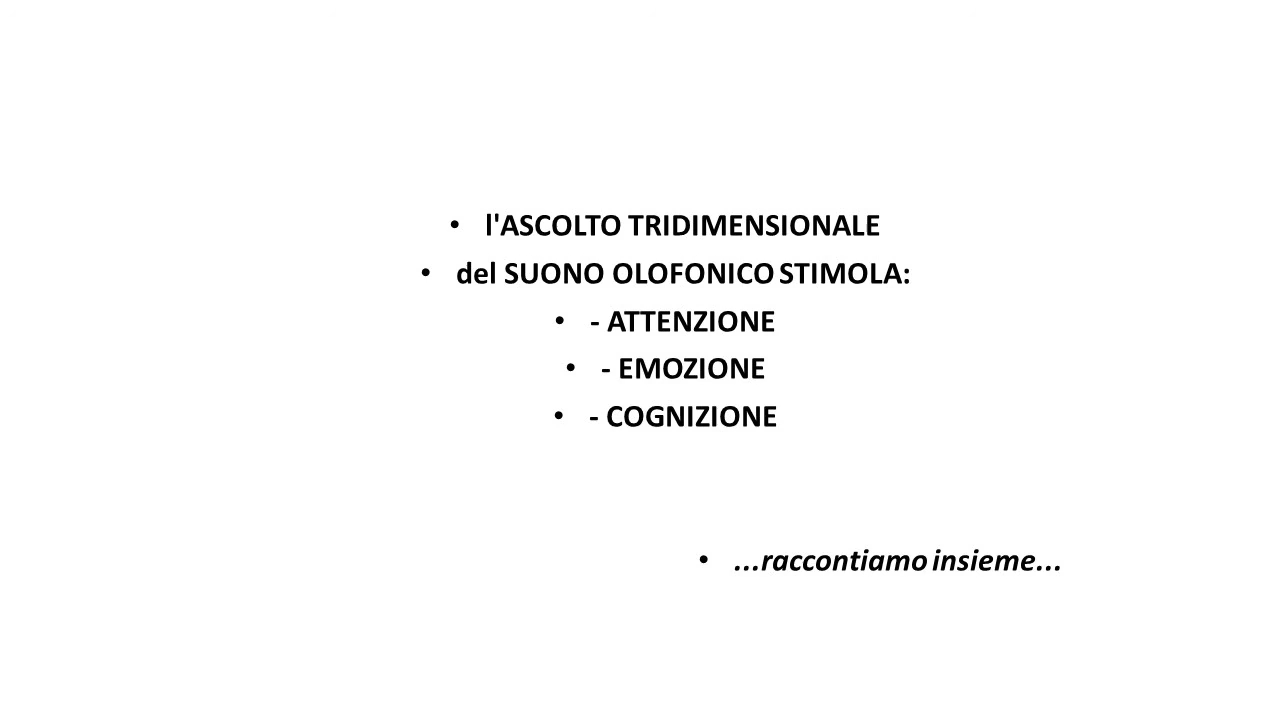 • l'ASCOLTO TRIDIMENSIONALE
• del SUONO OLOFONICO STIMOLA:
• - ATTENZIONE
• - EMOZIONE
• - COGNIZIONE
• ...raccontiamo insieme...